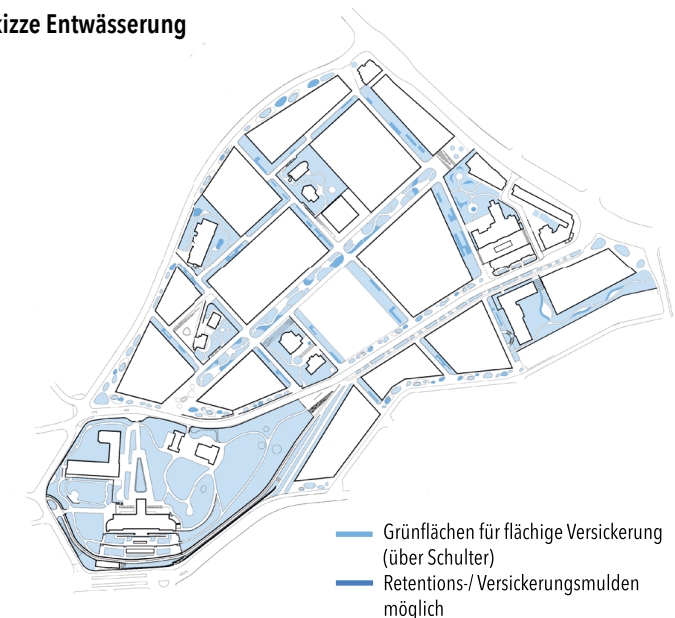 kizze Entwässerung
Grünflächen für flächige Versickerung
(über Schulter)
Retentions-/ Versickerungsmulden
möglich